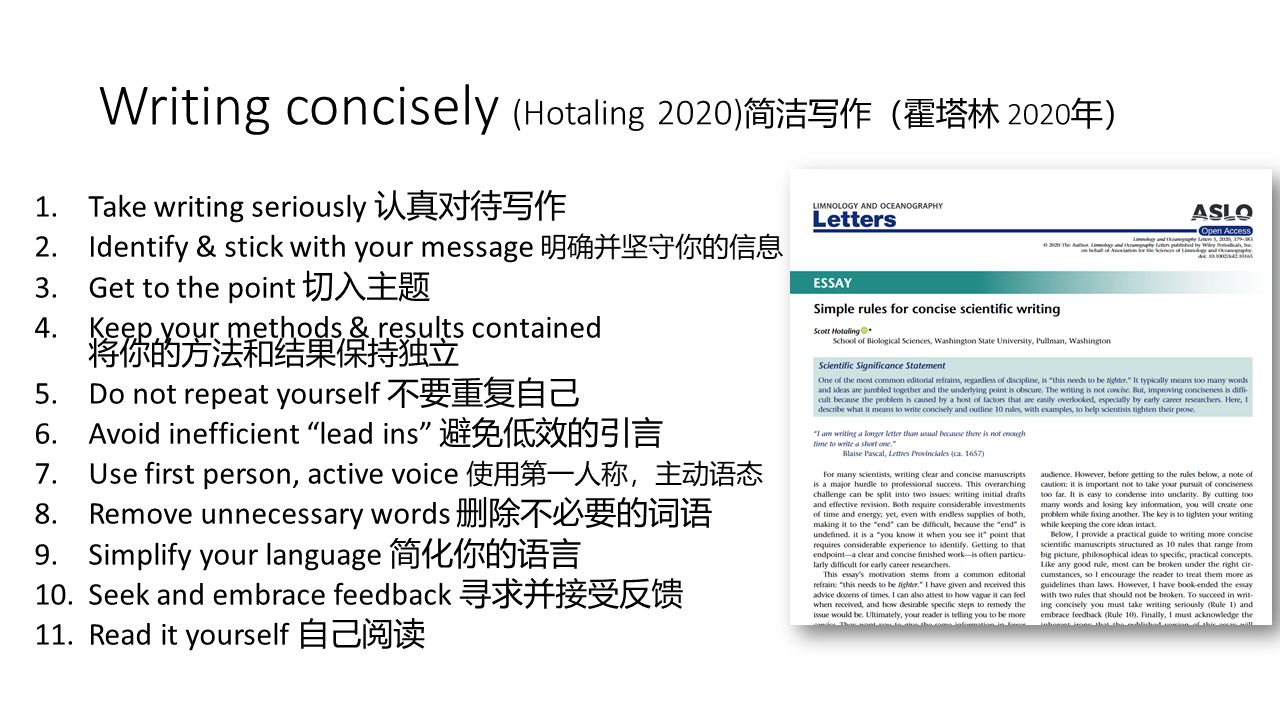 Writing concisely (Hotaling 2020)简洁写作（霍塔林 2020年）
1. Take writing seriously 认真对待写作
2. Identify & stick with your message 明确并坚守你的信息
3. Get to the point 切入主题
4. Keep your methods & results contained
将你的方法和结果保持独立
5. Do not repeat yourself 不要重复自己
6. Avoid inefficient “lead ins” 避免低效的引言
7. Use first person, active voice 使用第一人称，主动语态
8. Remove unnecessary words 删除不必要的词语
9. Simplify your language 简化你的语言
10. Seek and embrace feedback 寻求并接受反馈
11. Read it yourself 自己阅读
LIMNOLOGY AND OCEANOGRAPHY
Letters
ASLO
Open Access
Limnology and Oceanography Letters 5, 2020, 379–383
© 2020 The Author. Limnology and Oceanography Letters published by Wiley Periodicals, Inc.
on behalf of Association for the Sciences of Limnology and Oceanography.
doi: 10.1002/lol2.10165
ESSAY
Simple rules for concise scientific writing
Scott Hotaling *
School of Biological Sciences, Washington State University, Pullman, Washington
Scientific Significance Statement
One of the most common editorial refrains, regardless of discipline, is “this needs to be tighter.” It typically means too many words
and ideas are jumbled together and the underlying point is obscure. The writing is not concise. But, improving conciseness is diffi-
cult because the problem is caused by a host of factors that are easily overlooked, especially by early career researchers. Here, I
describe what it means to write concisely and outline 10 rules, with examples, to help scientists tighten their prose.
“I am writing a longer letter than usual because there is not enough
time to write a short one.”
Blaise Pascal, Lettres Provinciales (ca. 1657)
For many scientists, writing clear and concise manuscripts
is a major hurdle to professional success. This overarching
challenge can be split into two issues: writing initial drafts
and effective revision. Both require considerable investments
of time and energy; yet, even with endless supplies of both,
making it to the “end” can be difficult, because the “end” is
undefined. it is a “you know it when you see it” point that
requires considerable experience to identify. Getting to that
endpoint—a clear and concise finished work—is often particu-
larly difficult for early career researchers.
This essay’s motivation stems from a common editorial
refrain: “this needs to be tighter.” I have given and received this
advice dozens of times. I can also attest to how vague it can feel
when received, and how desirable specific steps to remedy the
issue would be. Ultimately, your reader is telling you to be more
concise. They want you to give the same information in fewer
audience. However, before getting to the rules below, a note of
caution: it is important not to take your pursuit of conciseness
too far. It is easy to condense into unclarity. By cutting too
many words and losing key information, you will create one
problem while fixing another. The key is to tighten your writing
while keeping the core ideas intact.
Below, I provide a practical guide to writing more concise
scientific manuscripts structured as 10 rules that range from
big picture, philosophical ideas to specific, practical concepts.
Like any good rule, most can be broken under the right cir-
cumstances, so I encourage the reader to treat them more as
guidelines than laws. However, I have book-ended the essay
with two rules that should not be broken. To succeed in writ-
ing concisely you must take writing seriously (Rule 1) and
embrace feedback (Rule 10). Finally, I must acknowledge the
inherent irony that the published version of this essay will